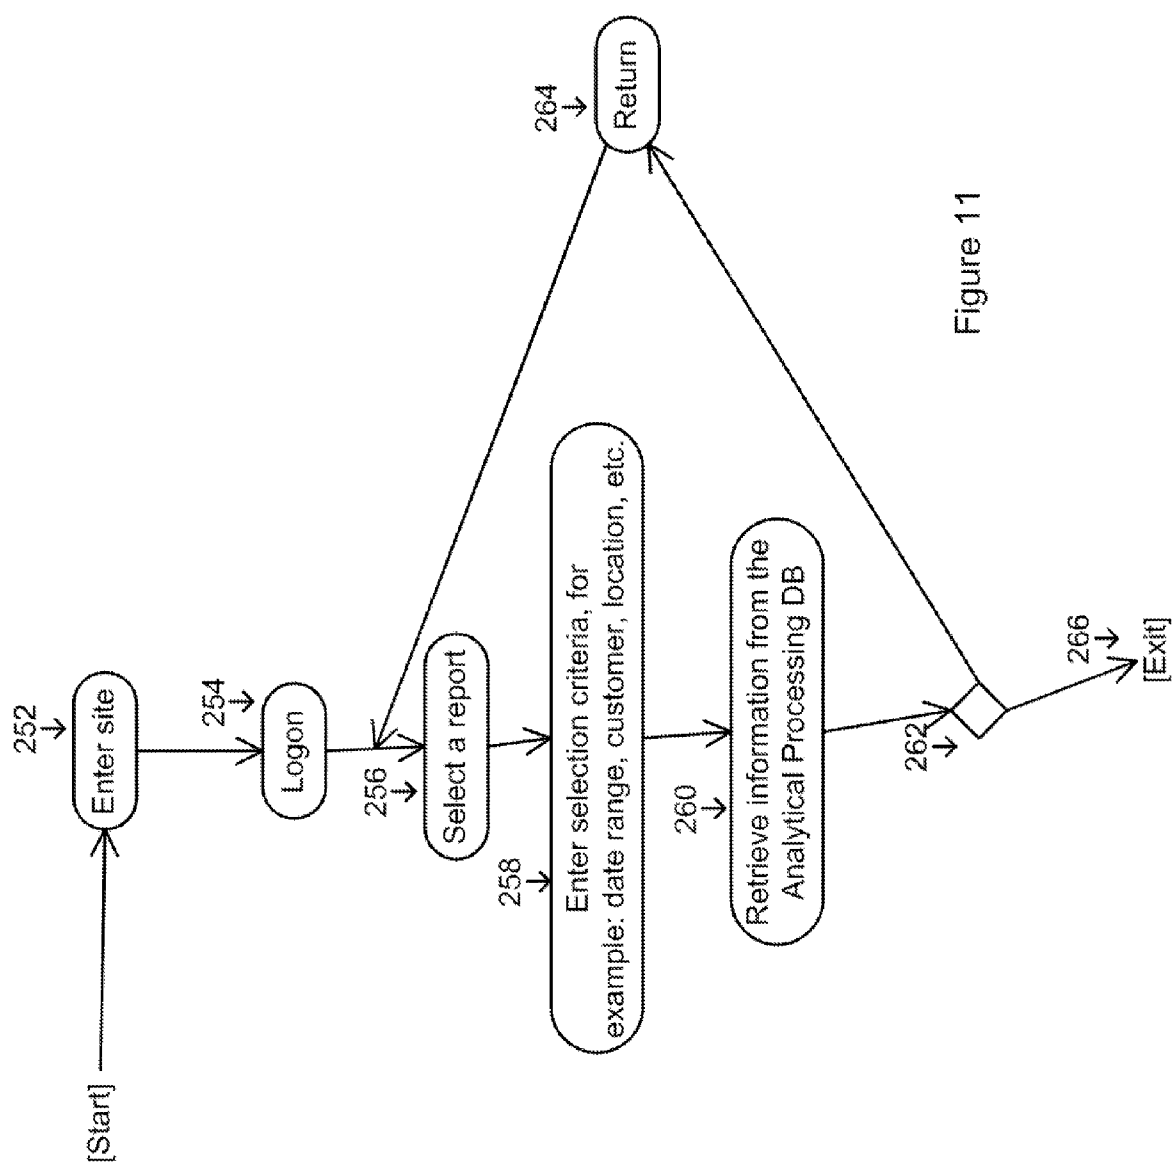 [Start]
252
Enter site
254
Logon
256
Select a report
258
Enter selection criteria, for
example: date range, customer, location, etc.
260
Retrieve information from the
Analytical Processing DB
262
264
Return
266
[Exit]
Figure 11